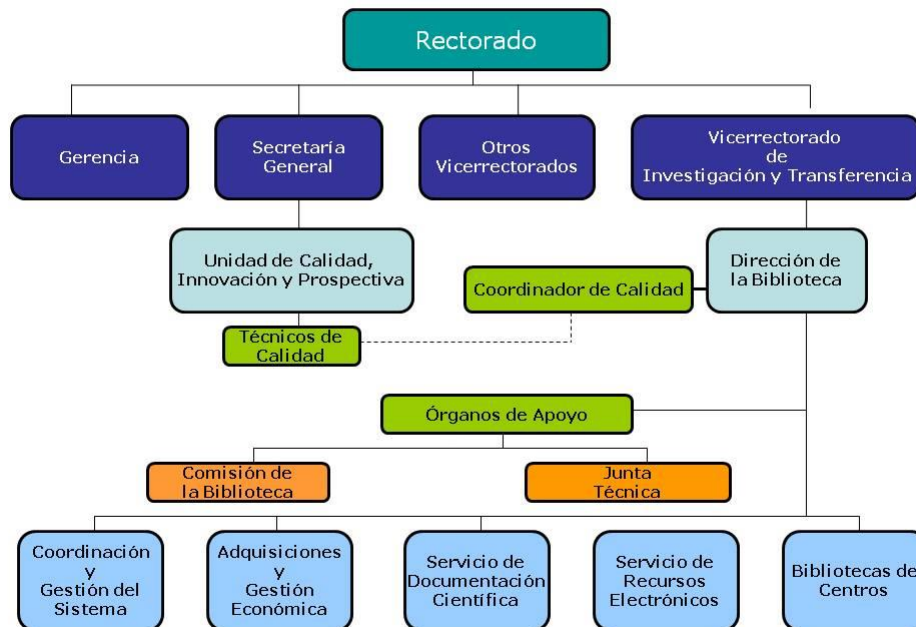 Rectorado
Gerencia
Secretaría
General
Otros
Vicerrectorados
Vicerrectorado
de
Investigación y Transferencia
Unidad de Calidad,
Innovación y Prospectiva
Coordinador de Calidad
Dirección de
la Biblioteca
Técnicos de
Calidad
Órganos de Apoyo
Comisión de
la Biblioteca
Junta
Técnica
Coordinación
y
Gestión del
Sistema
Adquisiciones
y
Gestión
Económica
Servicio de
Documentación
Científica
Servicio de
Recursos
Electrónicos
Bibliotecas de
Centros